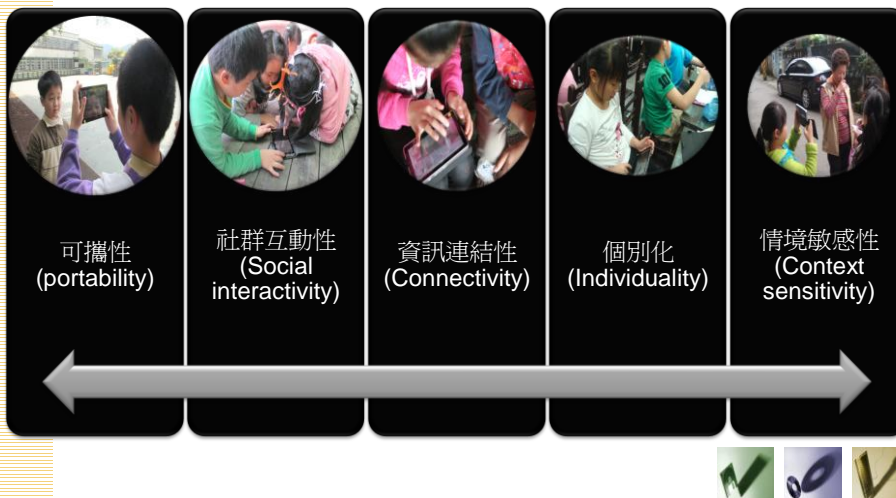 可攜性
(portability)
社群互動性
(Social
interactivity)
資訊連結性
(Connectivity)
個別化
(Individuality)
情境敏感性
(Context
sensitivity)